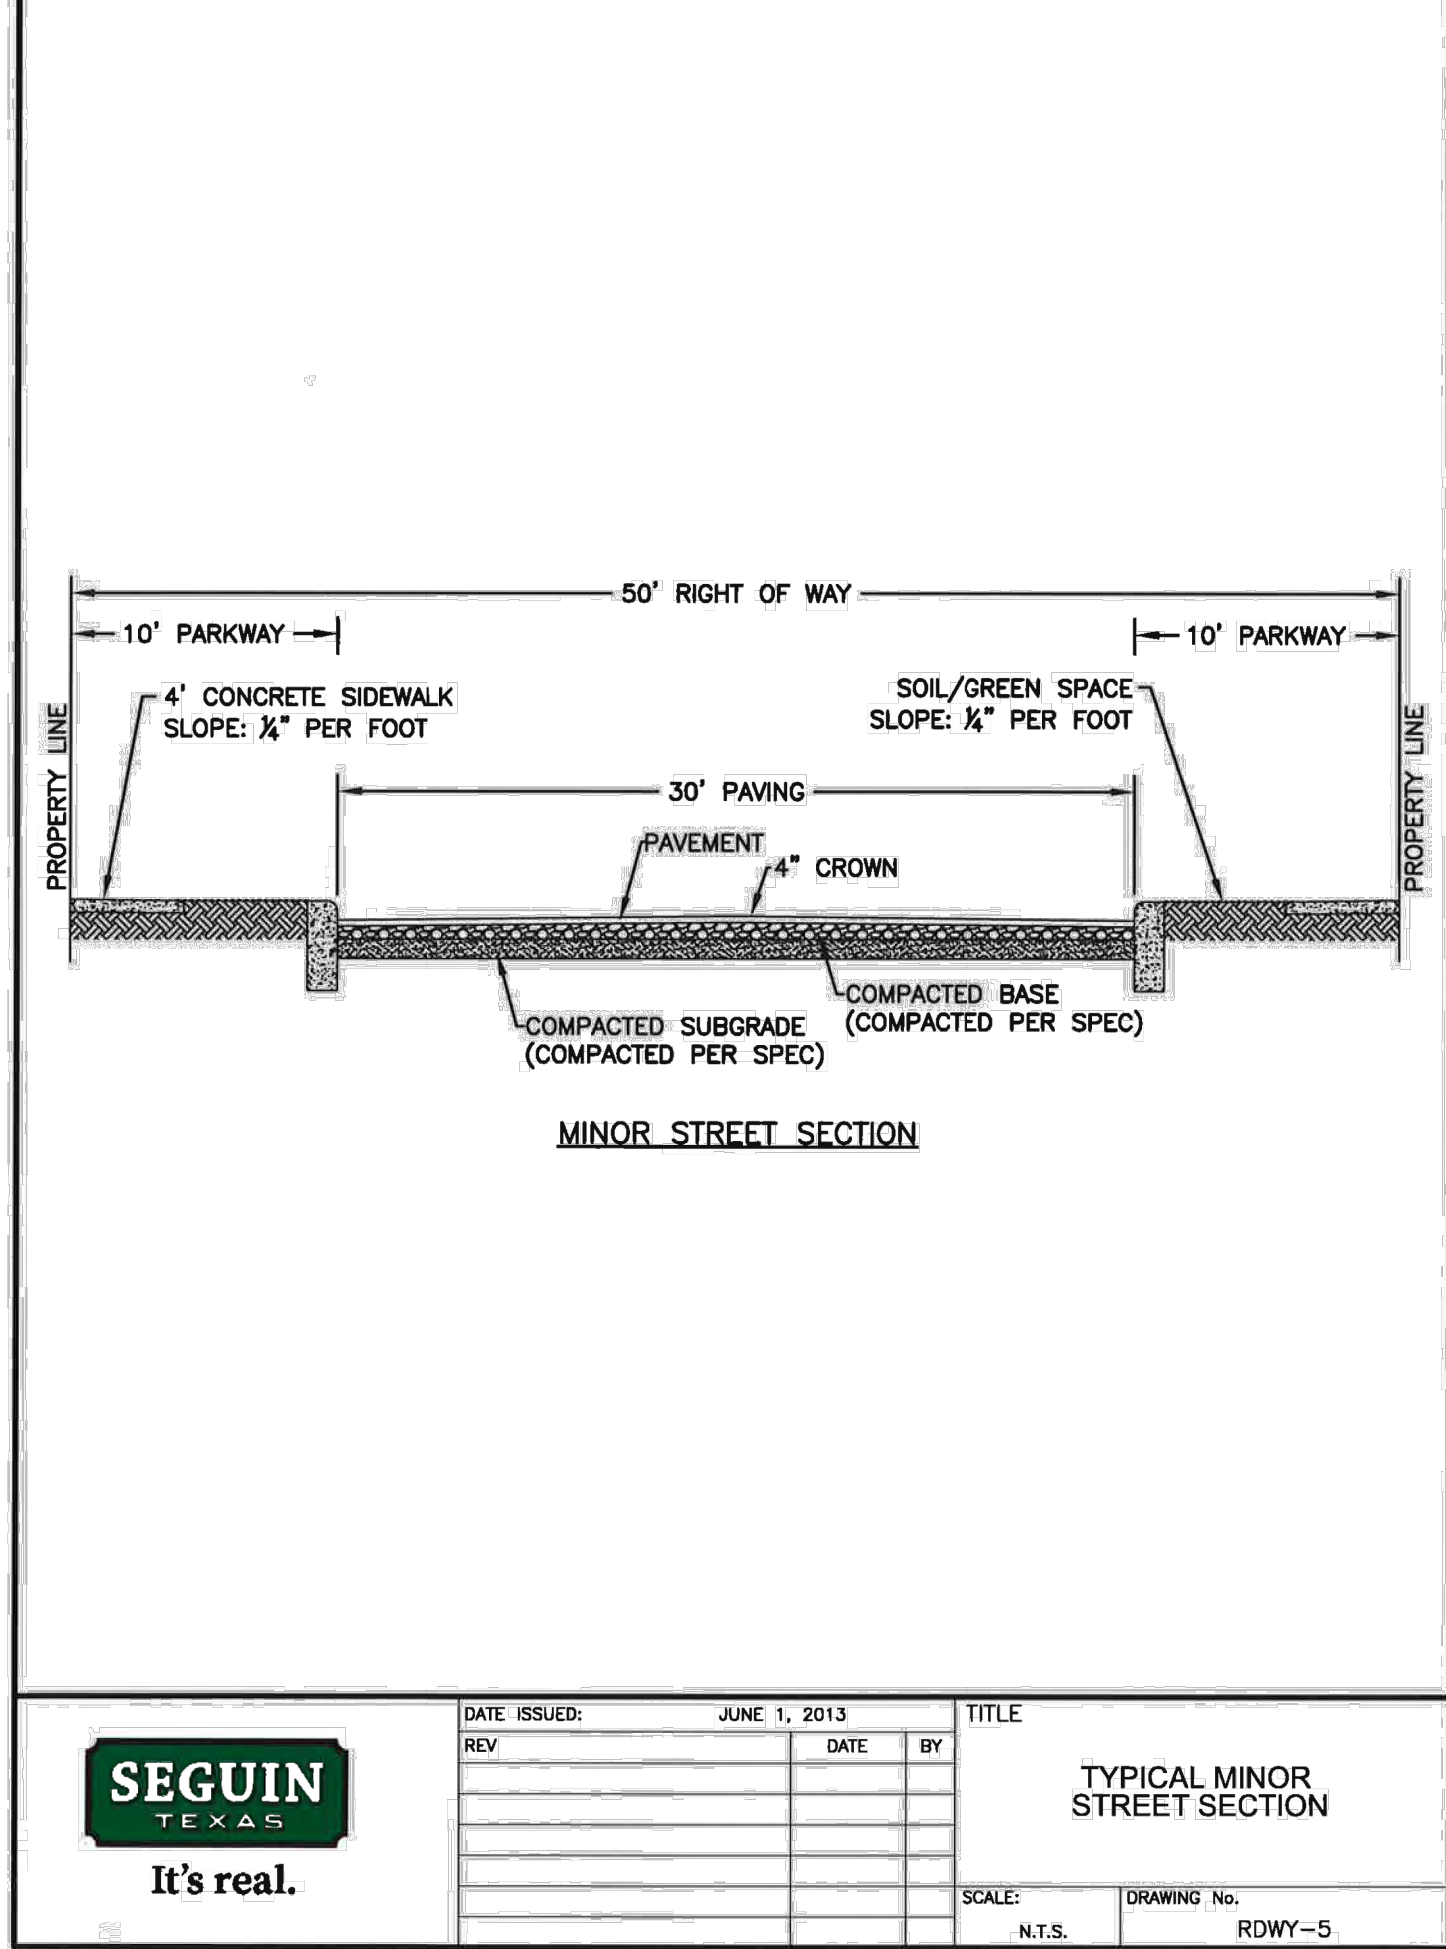 50' RIGHT OF WAY
10' PARKWAY
10' PARKWAY
4' CONCRETE SIDEWALK
SLOPE: ¼" PER FOOT
SOIL/GREEN SPACE
SLOPE: ¼" PER FOOT
PROPERTY LINE
PROPERTY LINE
30' PAVING
PAVEMENT
4" CROWN
COMPACTED BASE
(COMPACTED PER SPEC)
COMPACTED SUBGRADE
(COMPACTED PER SPEC)
MINOR STREET SECTION
SEGUIN
TEXAS
It's real.
DATE ISSUED: JUNE 1, 2013
REV DATE BY
TITLE
TYPICAL MINOR
STREET SECTION
SCALE:
N.T.S.
DRAWING No.
RDWY-5